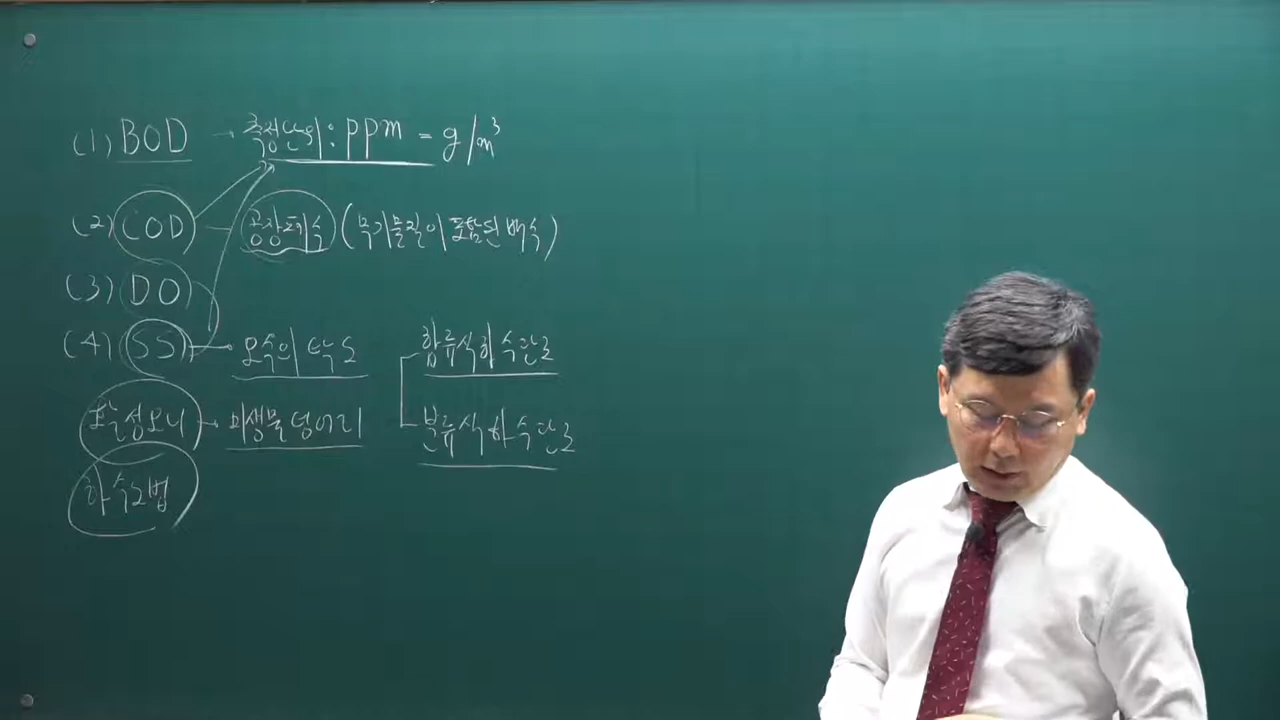 (1) BOD → 측정단위 : ppm = g/m³
(2) COD — 공장폐수 (무기물질이 포함된 배수)
(3) DO
(4) SS → 오수의 탁도
합류식하수관로
활성오니 → 미생물 덩어리
분류식하수관로
하수도법